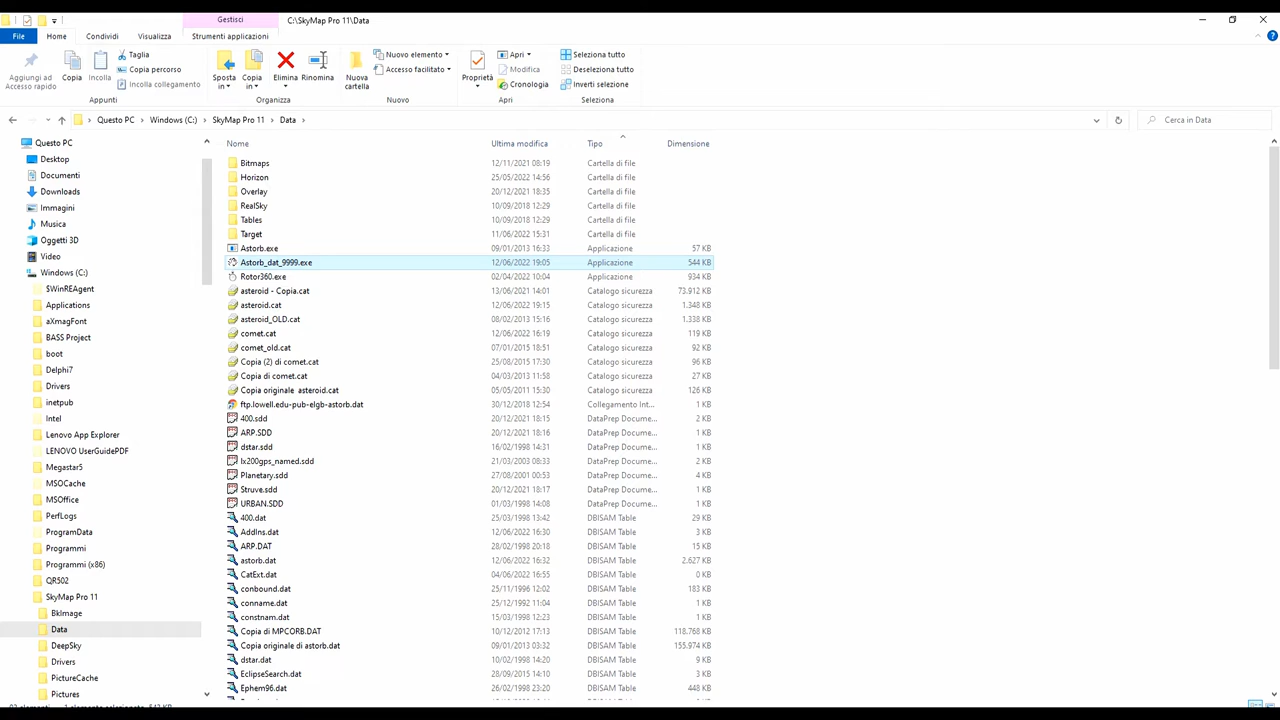 Gestisci
C:\SkyMap Pro 11\Data
File
Home
Condividi
Visualizza
Strumenti applicazioni
Aggiungi ad
Accesso rapido
Copia
Incolla
Taglia
Copia percorso
Incolla collegamento
Appunti
Sposta
in
Copia
in
Elimina
Rinomina
Organizza
Nuova
cartella
Nuovo elemento
Accesso facilitato
Nuovo
Proprietà
Apri
Modifica
Cronologia
Apri
Seleziona tutto
Deseleziona tutto
Inverti selezione
Seleziona
Questo PC > Windows (C:) > SkyMap Pro 11 > Data >
Cerca in Data
Questo PC
Desktop
Documenti
Downloads
Immagini
Musica
Oggetti 3D
Video
Windows (C:)
$WinREAgent
Applications
aXmagFont
BASS Project
boot
Delphi7
Drivers
inetpub
Intel
Lenovo App Explorer
LENOVO UserGuidePDF
Megastar5
MSOCache
MSOffice
PerfLogs
ProgramData
Programmi
Programmi (x86)
QR502
SkyMap Pro 11
BkImage
Data
DeepSky
Drivers
PictureCache
Pictures
Nome Ultima modifica Tipo Dimensione
Bitmaps 12/11/2021 08:19 Cartella di file
Horizon 25/05/2022 14:56 Cartella di file
Overlay 20/12/2021 18:35 Cartella di file
RealSky 10/09/2018 12:29 Cartella di file
Tables 10/09/2018 12:29 Cartella di file
Target 11/06/2022 15:31 Cartella di file
Astorb.exe 09/01/2013 16:33 Applicazione 57 KB
Astorb_dat_9999.exe 12/06/2022 19:05 Applicazione 544 KB
Rotor360.exe 02/04/2022 10:04 Applicazione 934 KB
asteroid - Copia.cat 13/06/2021 14:01 Catalogo sicurezza 73.912 KB
asteroid.cat 12/06/2022 19:15 Catalogo sicurezza 1.348 KB
asteroid_OLD.cat 08/02/2013 15:16 Catalogo sicurezza 1.338 KB
comet.cat 12/06/2022 16:19 Catalogo sicurezza 119 KB
comet_old.cat 07/01/2015 18:51 Catalogo sicurezza 92 KB
Copia (2) di comet.cat 25/08/2015 17:30 Catalogo sicurezza 96 KB
Copia di comet.cat 04/03/2013 11:58 Catalogo sicurezza 27 KB
Copia originale asteroid.cat 05/05/2011 15:30 Catalogo sicurezza 126 KB
ftp.lowell.edu-pub-elgb-astorb.dat 30/12/2018 12:54 Collegamento Int... 1 KB
400.sdd 20/12/2021 18:15 DataPrep Docume... 2 KB
ARP.SDD 20/12/2021 18:16 DataPrep Docume... 1 KB
dstar.sdd 16/02/1998 14:31 DataPrep Docume... 1 KB
lx200gps_named.sdd 21/03/2003 08:33 DataPrep Docume... 2 KB
Planetary.sdd 27/08/2001 00:53 DataPrep Docume... 4 KB
Struve.sdd 20/12/2021 18:17 DataPrep Docume... 1 KB
URBAN.SDD 01/03/1998 14:08 DataPrep Docume... 1 KB
400.dat 25/03/1998 13:42 DBISAM Table 29 KB
AddIns.dat 12/06/2022 16:30 DBISAM Table 3 KB
ARP.DAT 28/02/1998 20:18 DBISAM Table 15 KB
astorb.dat 12/06/2022 16:32 DBISAM Table 2.627 KB
CatExt.dat 04/06/2022 16:55 DBISAM Table 0 KB
conbound.dat 25/11/1996 12:02 DBISAM Table 183 KB
conname.dat 25/12/1992 11:04 DBISAM Table 1 KB
constnam.dat 15/03/1998 12:23 DBISAM Table 1 KB
Copia di MPCORB.DAT 10/12/2012 17:13 DBISAM Table 118.768 KB
Copia originale di astorb.dat 09/01/2013 03:32 DBISAM Table 155.974 KB
dstar.dat 10/02/1998 14:20 DBISAM Table 9 KB
EclipseSearch.dat 28/09/2015 14:10 DBISAM Table 3 KB
Ephem96.dat 26/02/1998 23:20 DBISAM Table 448 KB